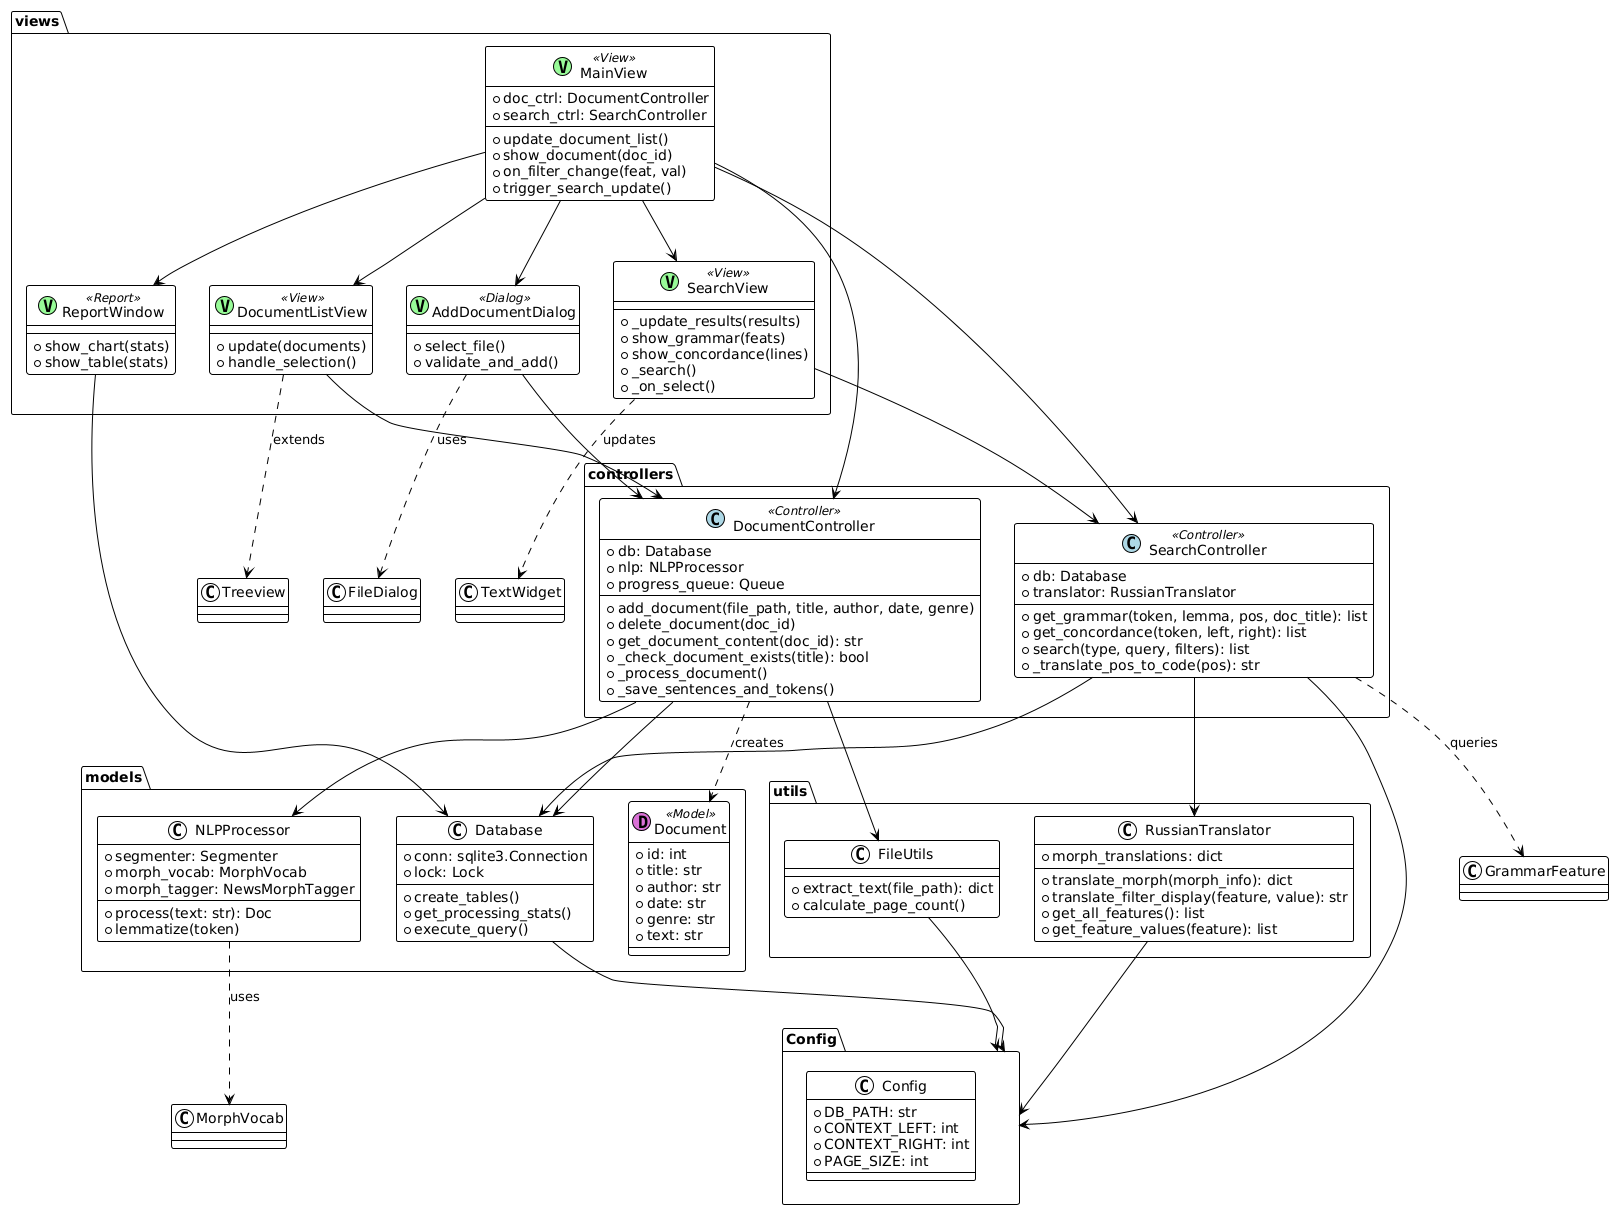 views
«View»
V MainView
doc_ctrl: DocumentController
search_ctrl: SearchController
update_document_list()
show_document(doc_id)
on_filter_change(feat, val)
trigger_search_update()
«Report»
V ReportWindow
show_chart(stats)
show_table(stats)
«View»
V DocumentListView
update(documents)
handle_selection()
«Dialog»
V AddDocumentDialog
select_file()
validate_and_add()
«View»
V SearchView
_update_results(results)
show_grammar(feats)
show_concordance(lines)
_search()
_on_select()
extends
uses
updates
controllers
C Treeview
C FileDialog
C TextWidget
«Controller»
C DocumentController
db: Database
nlp: NLPProcessor
progress_queue: Queue
add_document(file_path, title, author, date, genre)
delete_document(doc_id)
get_document_content(doc_id): str
_check_document_exists(title): bool
_process_document()
_save_sentences_and_tokens()
«Controller»
C SearchController
db: Database
translator: RussianTranslator
get_grammar(token, lemma, pos, doc_title): list
get_concordance(token, left, right): list
search(type, query, filters): list
_translate_pos_to_code(pos): str
creates
queries
models
C NLPProcessor
segmenter: Segmenter
morph_vocab: MorphVocab
morph_tagger: NewsMorphTagger
process(text: str): Doc
lemmatize(token)
C Database
conn: sqlite3.Connection
lock: Lock
create_tables()
get_processing_stats()
execute_query()
«Model»
D Document
id: int
title: str
author: str
date: str
genre: str
text: str
utils
C FileUtils
extract_text(file_path): dict
calculate_page_count()
C RussianTranslator
morph_translations: dict
translate_morph(morph_info): dict
translate_filter_display(feature, value): str
get_all_features(): list
get_feature_values(feature): list
C GrammarFeature
uses
C MorphVocab
Config
C Config
DB_PATH: str
CONTEXT_LEFT: int
CONTEXT_RIGHT: int
PAGE_SIZE: int